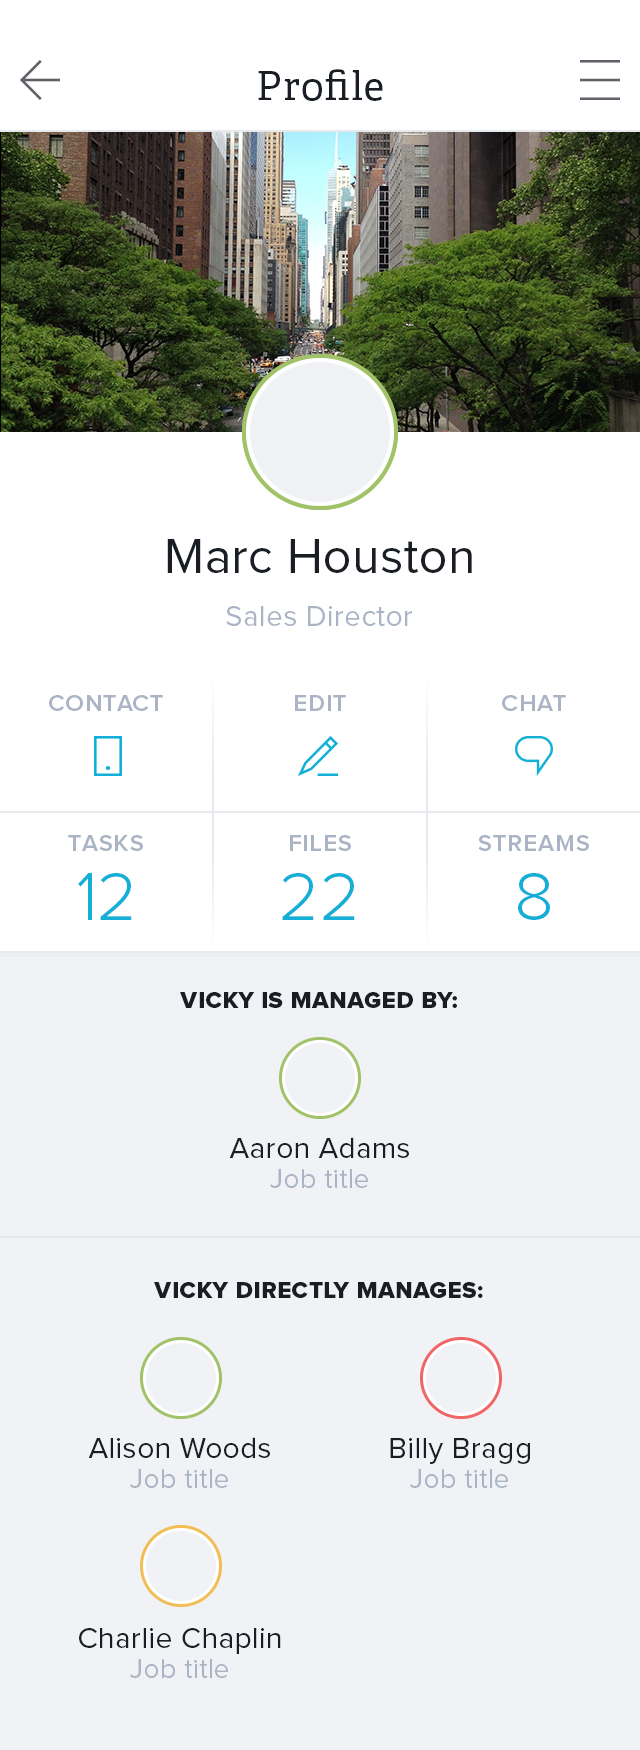 Profile
Marc Houston
Sales Director
CONTACT EDIT CHAT
TASKS FILES STREAMS
12 22 8
VICKY IS MANAGED BY:
Aaron Adams
Job title
VICKY DIRECTLY MANAGES:
Alison Woods Billy Bragg
Job title Job title
Charlie Chaplin
Job title